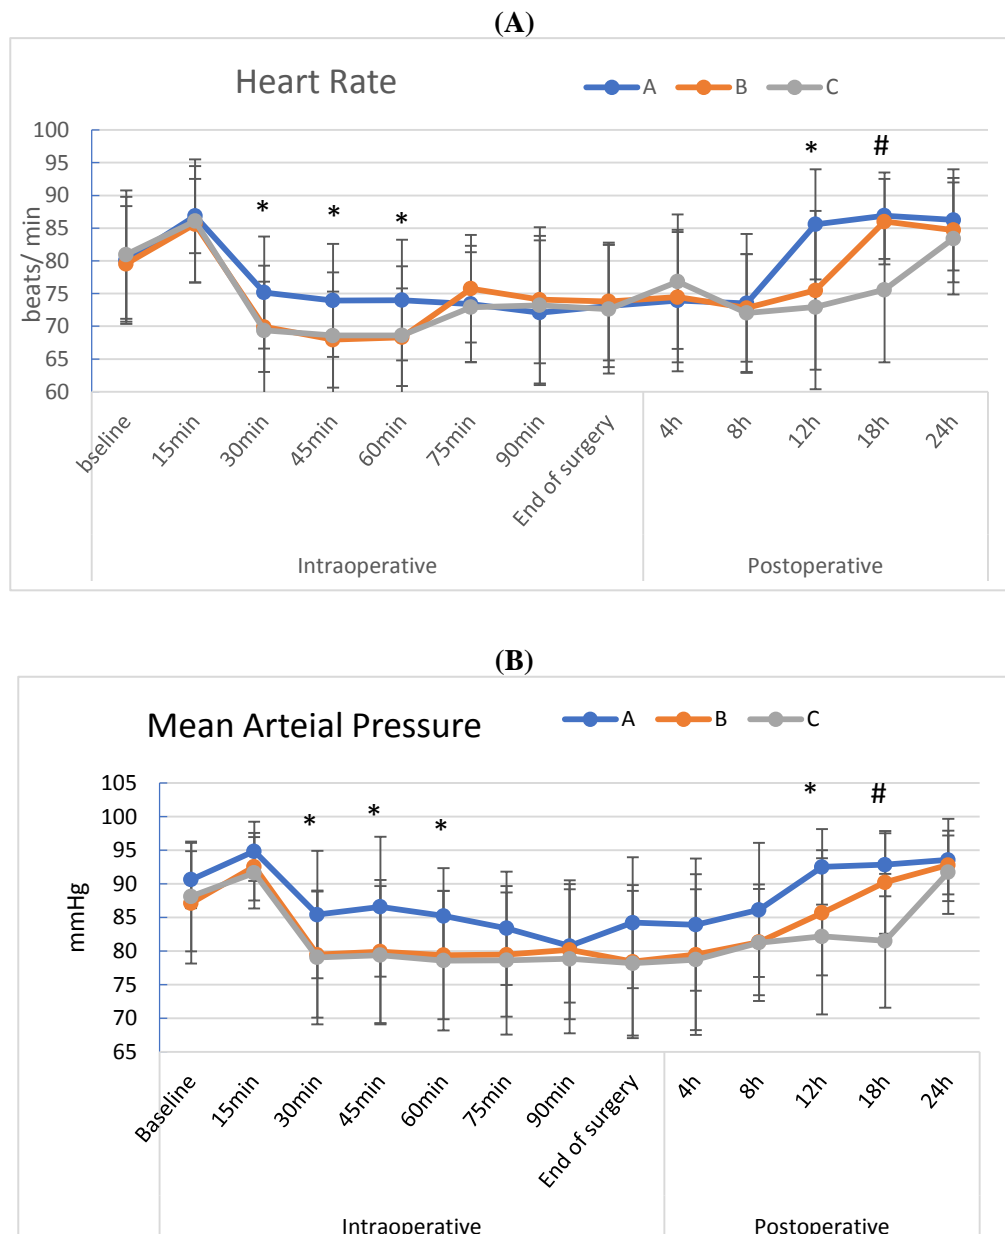 (A)
Heart Rate
A B C
beats/ min
100
95
90
85
80
75
70
65
60
* * * * #
bseline 15min 30min 45min 60min 75min 90min End of surgery 4h 8h 12h 18h 24h
Intraoperative Postoperative
(B)
Mean Arteial Pressure
A B C
mmHg
105
100
95
90
85
80
75
70
65
* * * * #
Baseline 15min 30min 45min 60min 75min 90min End of surgery 4h 8h 12h 18h 24h
Intraoperative Postoperative